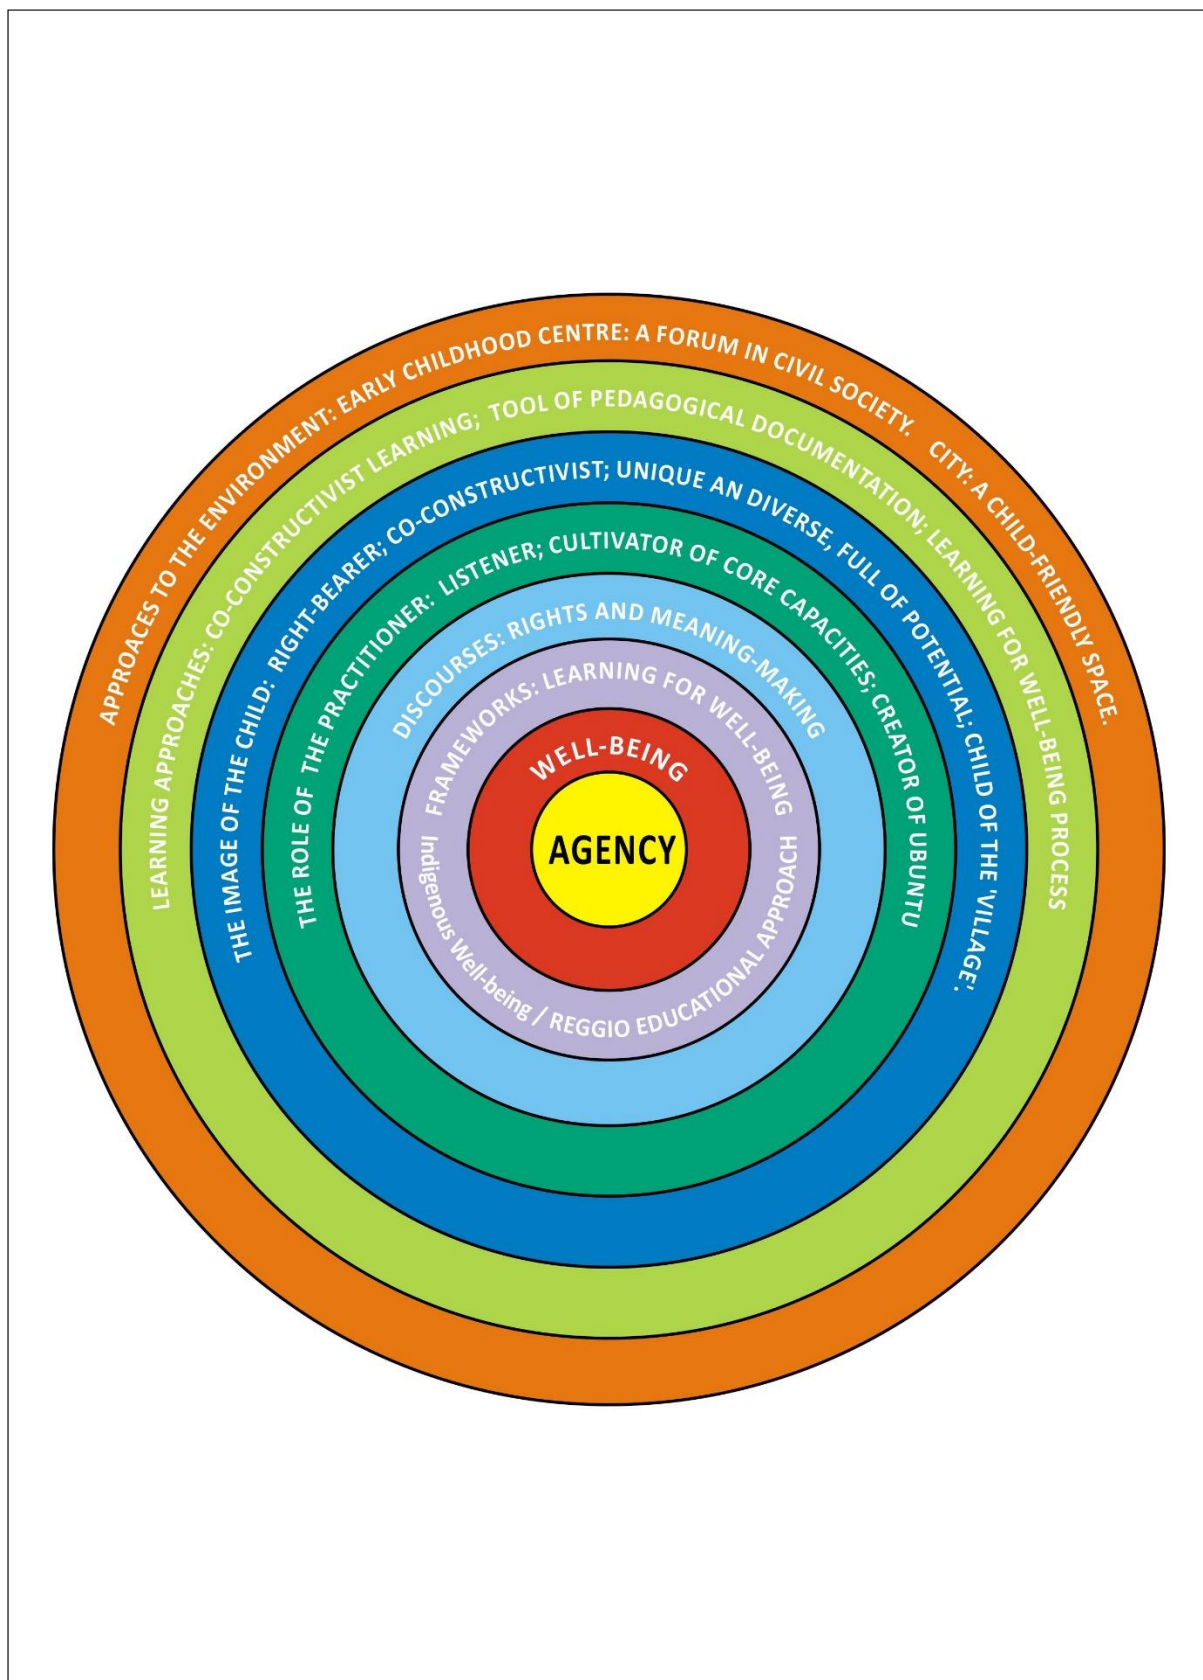 APPROACES TO THE ENVIRONMENT: EARLY CHILDHOOD CENTRE: A FORUM IN CIVIL SOCIETY. CITY: A CHILD-FRIENDLY SPACE.
LEARNING APPROACHES: CO-CONSTRUCTIVIST LEARNING; TOOL OF PEDAGOGICAL DOCUMENTATION; LEARNING FOR WELL-BEING PROCESS
THE IMAGE OF THE CHILD: RIGHT-BEARER; CO-CONSTRUCTIVIST; UNIQUE AN DIVERSE, FULL OF POTENTIAL; CHILD OF THE 'VILLAGE'.
THE ROLE OF THE PRACTITIONER: LISTENER; CULTIVATOR OF CORE CAPACITIES; CREATOR OF UBUNTU
DISCOURSES: RIGHTS AND MEANING-MAKING
FRAMEWORKS: LEARNING FOR WELL-BEING
Indigenous Well-being / REGGIO EDUCATIONAL APPROACH
WELL-BEING
AGENCY